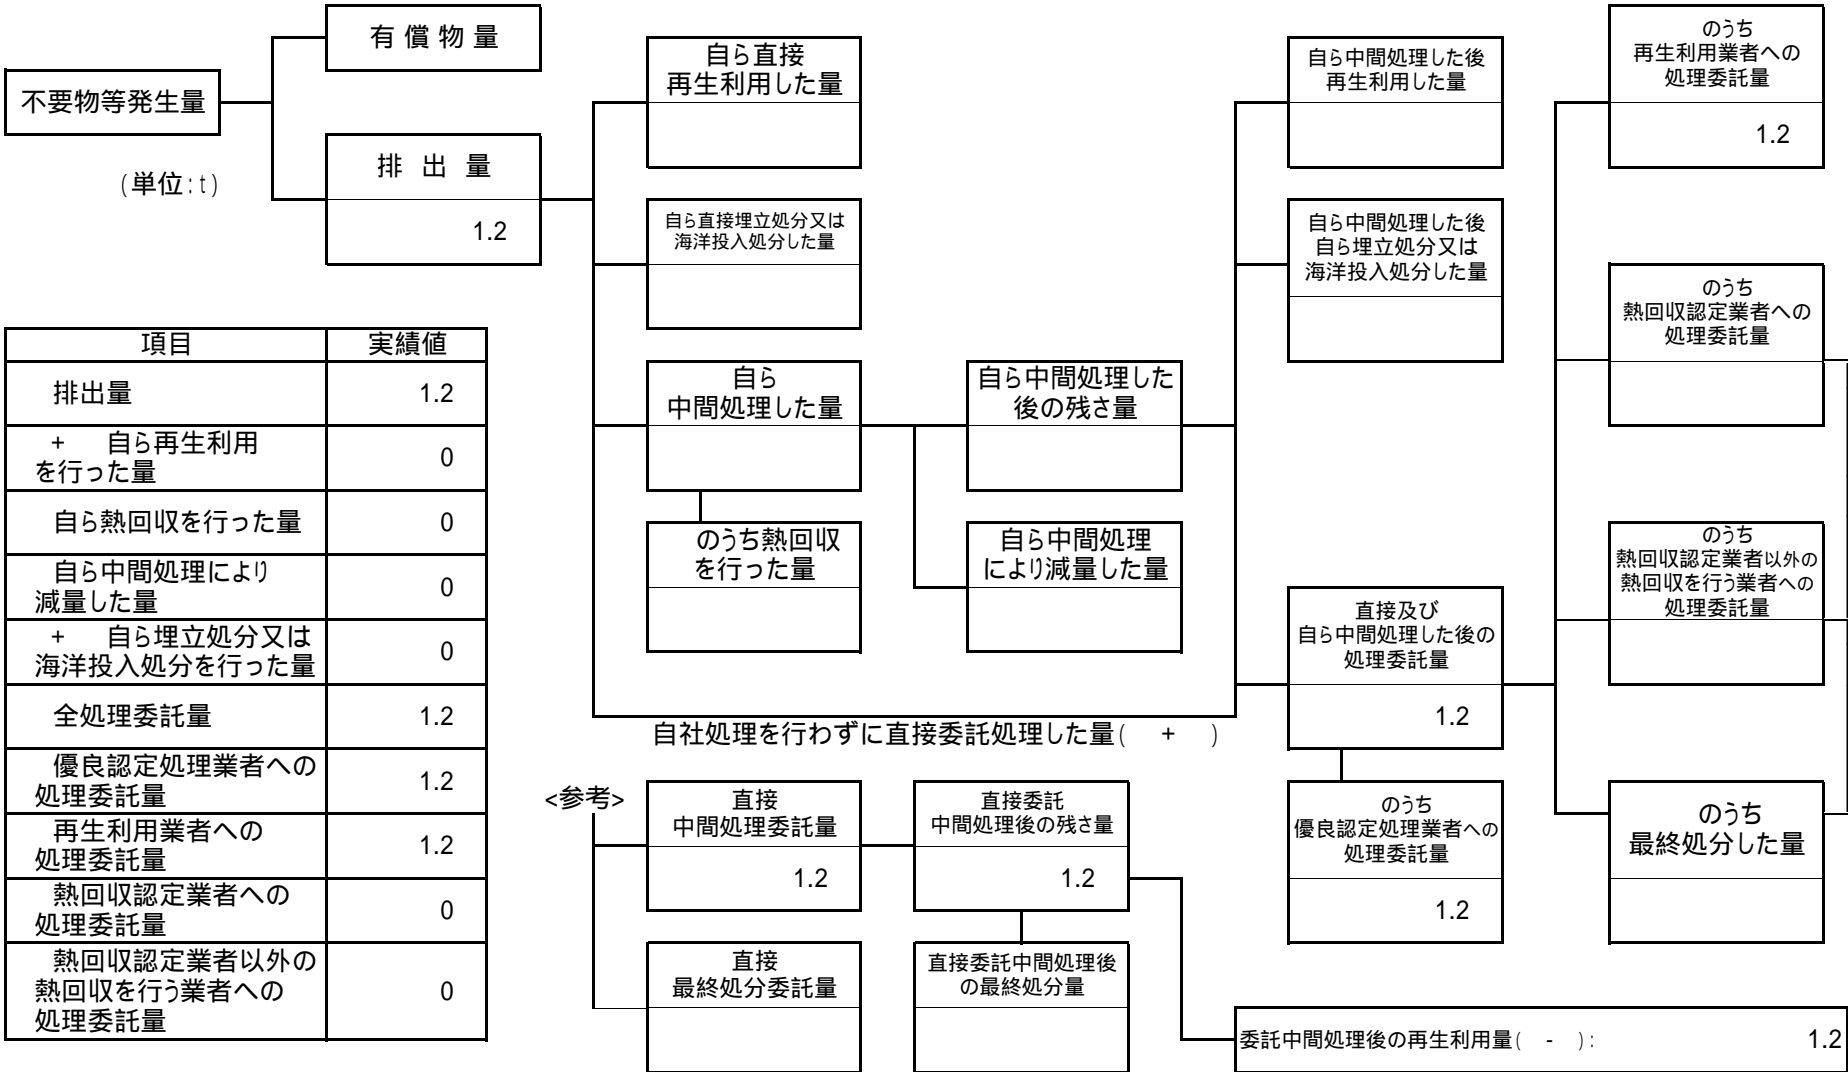 不要物等発生量
(単位:t)
有 償 物 量
排 出 量
1.2
自ら直接
再生利用した量
自ら直接埋立処分又は
海洋投入処分した量
自ら
中間処理した量
のうち熱回収
を行った量
自ら中間処理した
後の残さ量
自ら中間処理
により減量した量
自ら中間処理した後
再生利用した量
自ら中間処理した後
自ら埋立処分又は
海洋投入処分した量
直接及び
自ら中間処理した後の
処理委託量
1.2
のうち
優良認定処理業者への
処理委託量
1.2
のうち
再生利用業者への
処理委託量
1.2
のうち
熱回収認定業者への
処理委託量
のうち
熱回収認定業者以外の
熱回収を行う業者への
処理委託量
のうち
最終処分した量
自社処理を行わずに直接委託処理した量( + )
項目 実績値
排出量 1.2
+ 自ら再生利用
を行った量 0
自ら熱回収を行った量 0
自ら中間処理により
減量した量 0
+ 自ら埋立処分又は
海洋投入処分を行った量 0
全処理委託量 1.2
優良認定処理業者への
処理委託量 1.2
再生利用業者への
処理委託量 1.2
熱回収認定業者への
処理委託量 0
熱回収認定業者以外の
熱回収を行う業者への
処理委託量 0
<参考>
直接
中間処理委託量
1.2
直接
最終処分委託量
直接委託
中間処理後の残さ量
1.2
直接委託中間処理後
の最終処分量
委託中間処理後の再生利用量( - ): 1.2